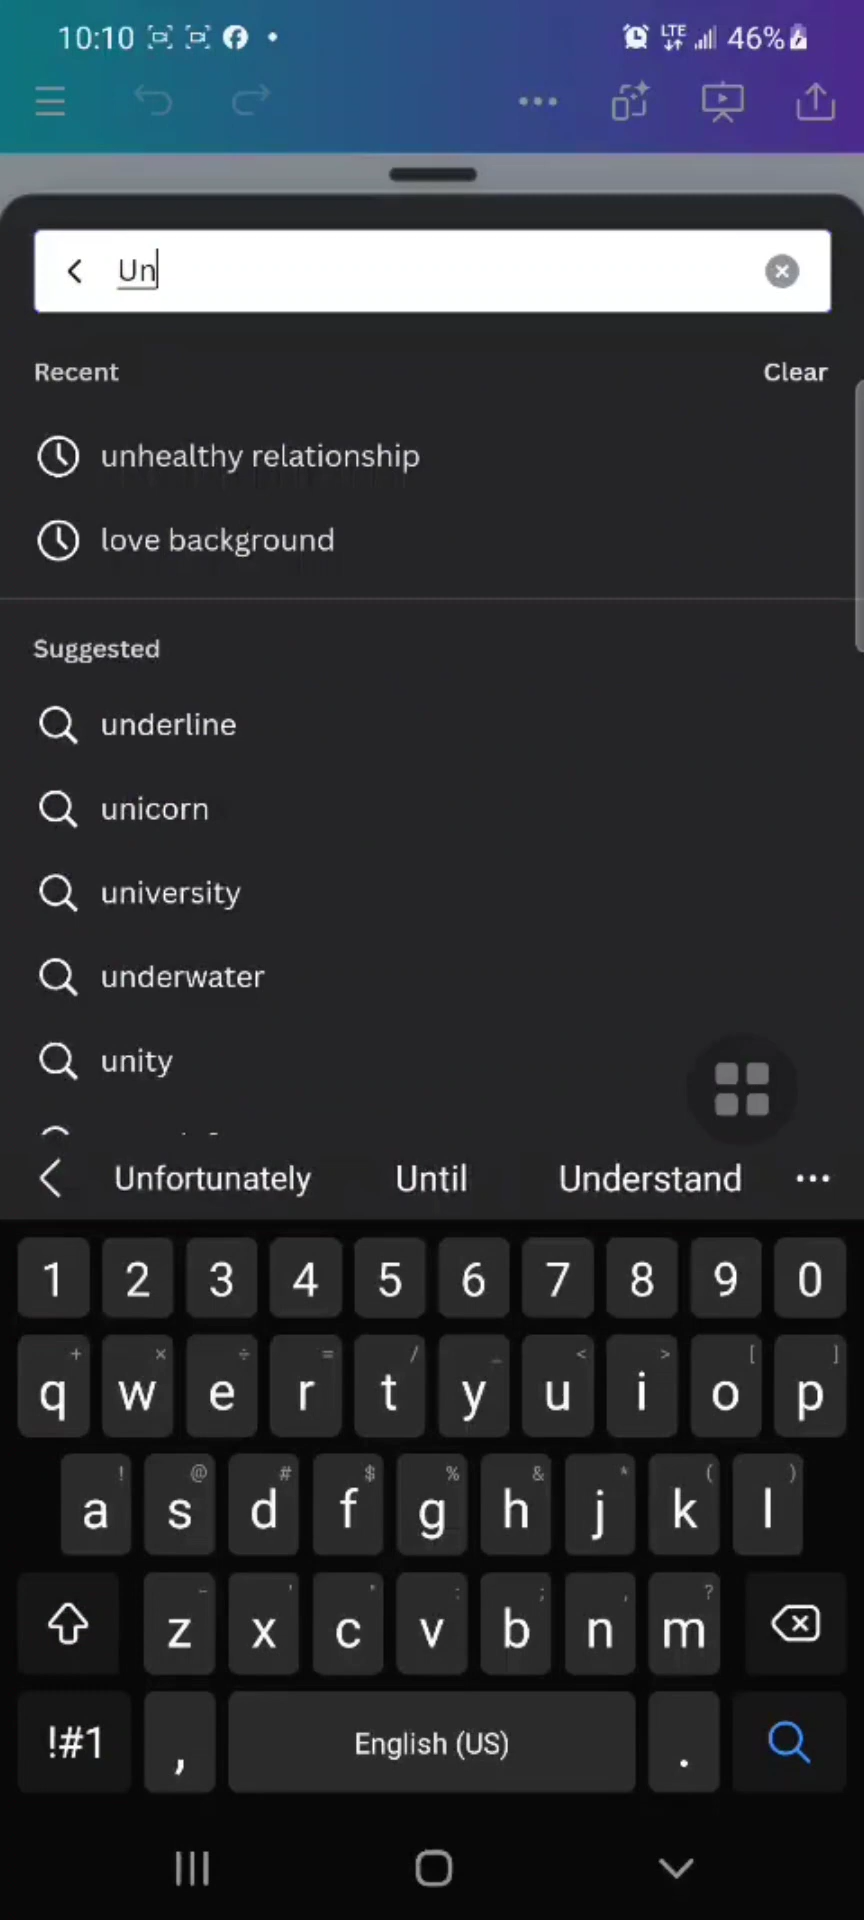 10:10 LTE 46%
Un
Recent Clear
unhealthy relationship
love background
Suggested
underline
unicorn
university
underwater
unity
Unfortunately Until Understand
1 2 3 4 5 6 7 8 9 0
+ × ÷ = / _ < > [ ]
q w e r t y u i o p
! @ # $ % & * ( )
a s d f g h j k l
- ' " : ; , ?
z x c v b n m
!#1 , English (US) .